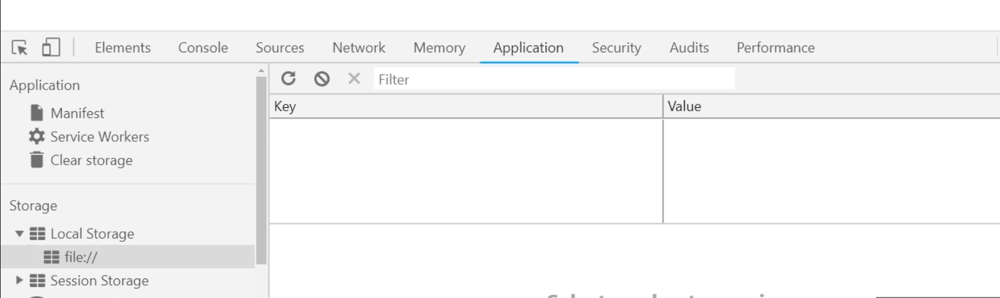 Elements Console Sources Network Memory Application Security Audits Performance
Application
Manifest
Service Workers
Clear storage
Storage
Local Storage
file://
Session Storage
Filter
Key Value